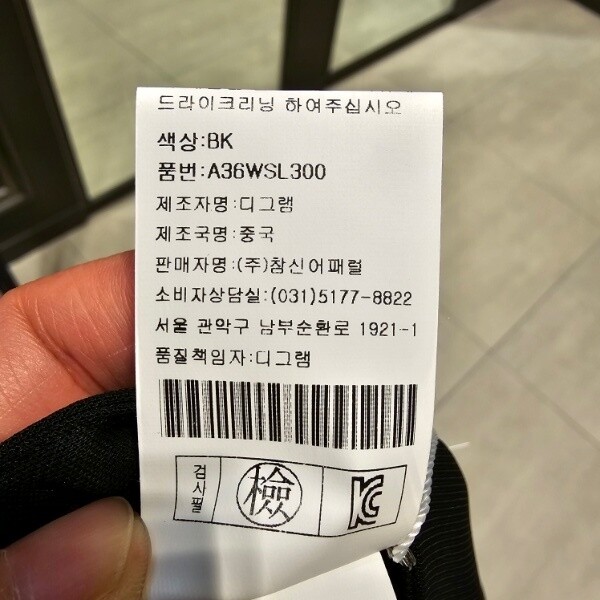 드라이크리닝 하여주십시오
색상:BK
품번:A36WSL300
제조자명:디그램
제조국명:중국
판매자명:(주)참신어패럴
소비자상담실:(031)5177-8822
서울 관악구 남부순환로 1921-1
품질책임자:디그램
검사필 檢 KC